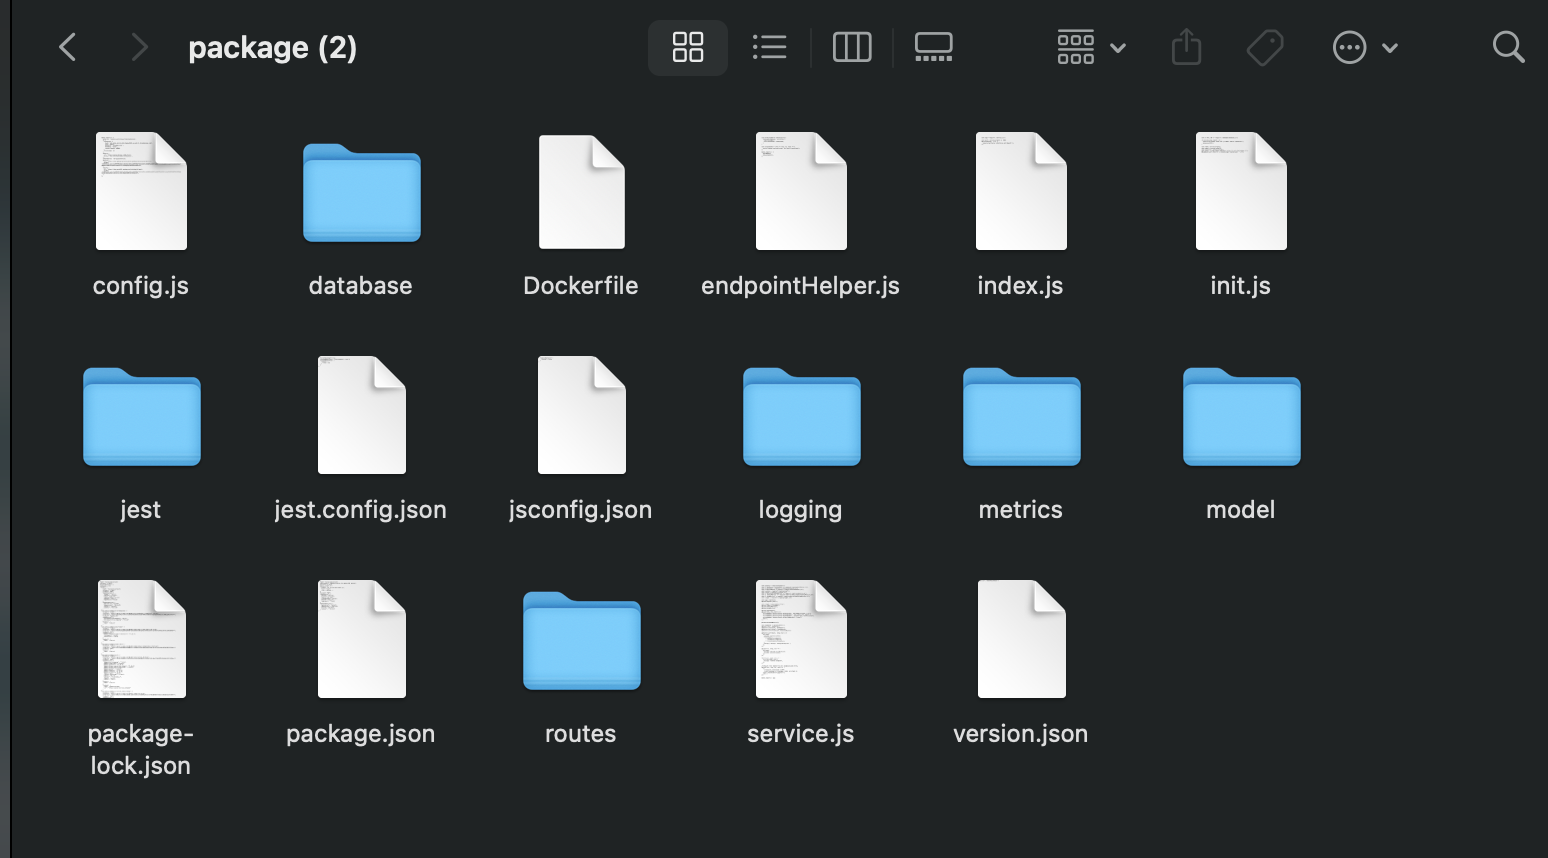 package (2)
config.js
database
Dockerfile
endpointHelper.js
index.js
init.js
jest
jest.config.json
jsconfig.json
logging
metrics
model
package-
lock.json
package.json
routes
service.js
version.json